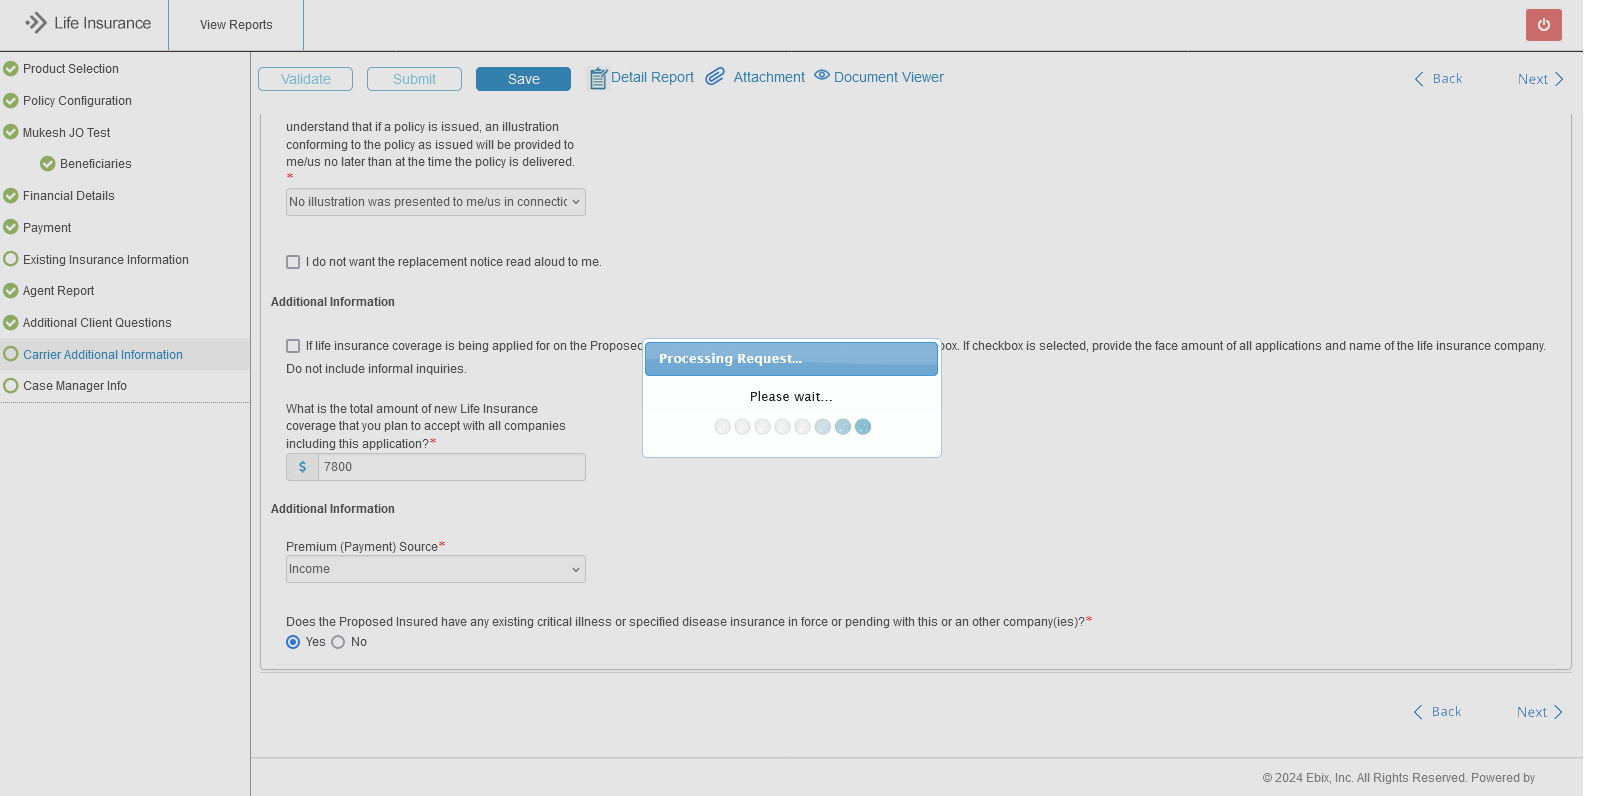 Life Insurance
View Reports
Product Selection
Policy Configuration
Mukesh JO Test
Beneficiaries
Financial Details
Payment
Existing Insurance Information
Agent Report
Additional Client Questions
Carrier Additional Information
Case Manager Info
Validate
Submit
Save
Detail Report
Attachment
Document Viewer
Back
Next
understand that if a policy is issued, an illustration
conforming to the policy as issued will be provided to
me/us no later than at the time the policy is delivered.
*
No illustration was presented to me/us in connectic
I do not want the replacement notice read aloud to me.
Additional Information
If life insurance coverage is being applied for on the Proposed
box. If checkbox is selected, provide the face amount of all applications and name of the life insurance company.
Do not include informal inquiries.
Processing Request...
Please wait...
What is the total amount of new Life Insurance
coverage that you plan to accept with all companies
including this application?*
$ 7800
Additional Information
Premium (Payment) Source*
Income
Does the Proposed Insured have any existing critical illness or specified disease insurance in force or pending with this or an other company(ies)?*
Yes No
Back
Next
© 2024 Ebix, Inc. All Rights Reserved. Powered by